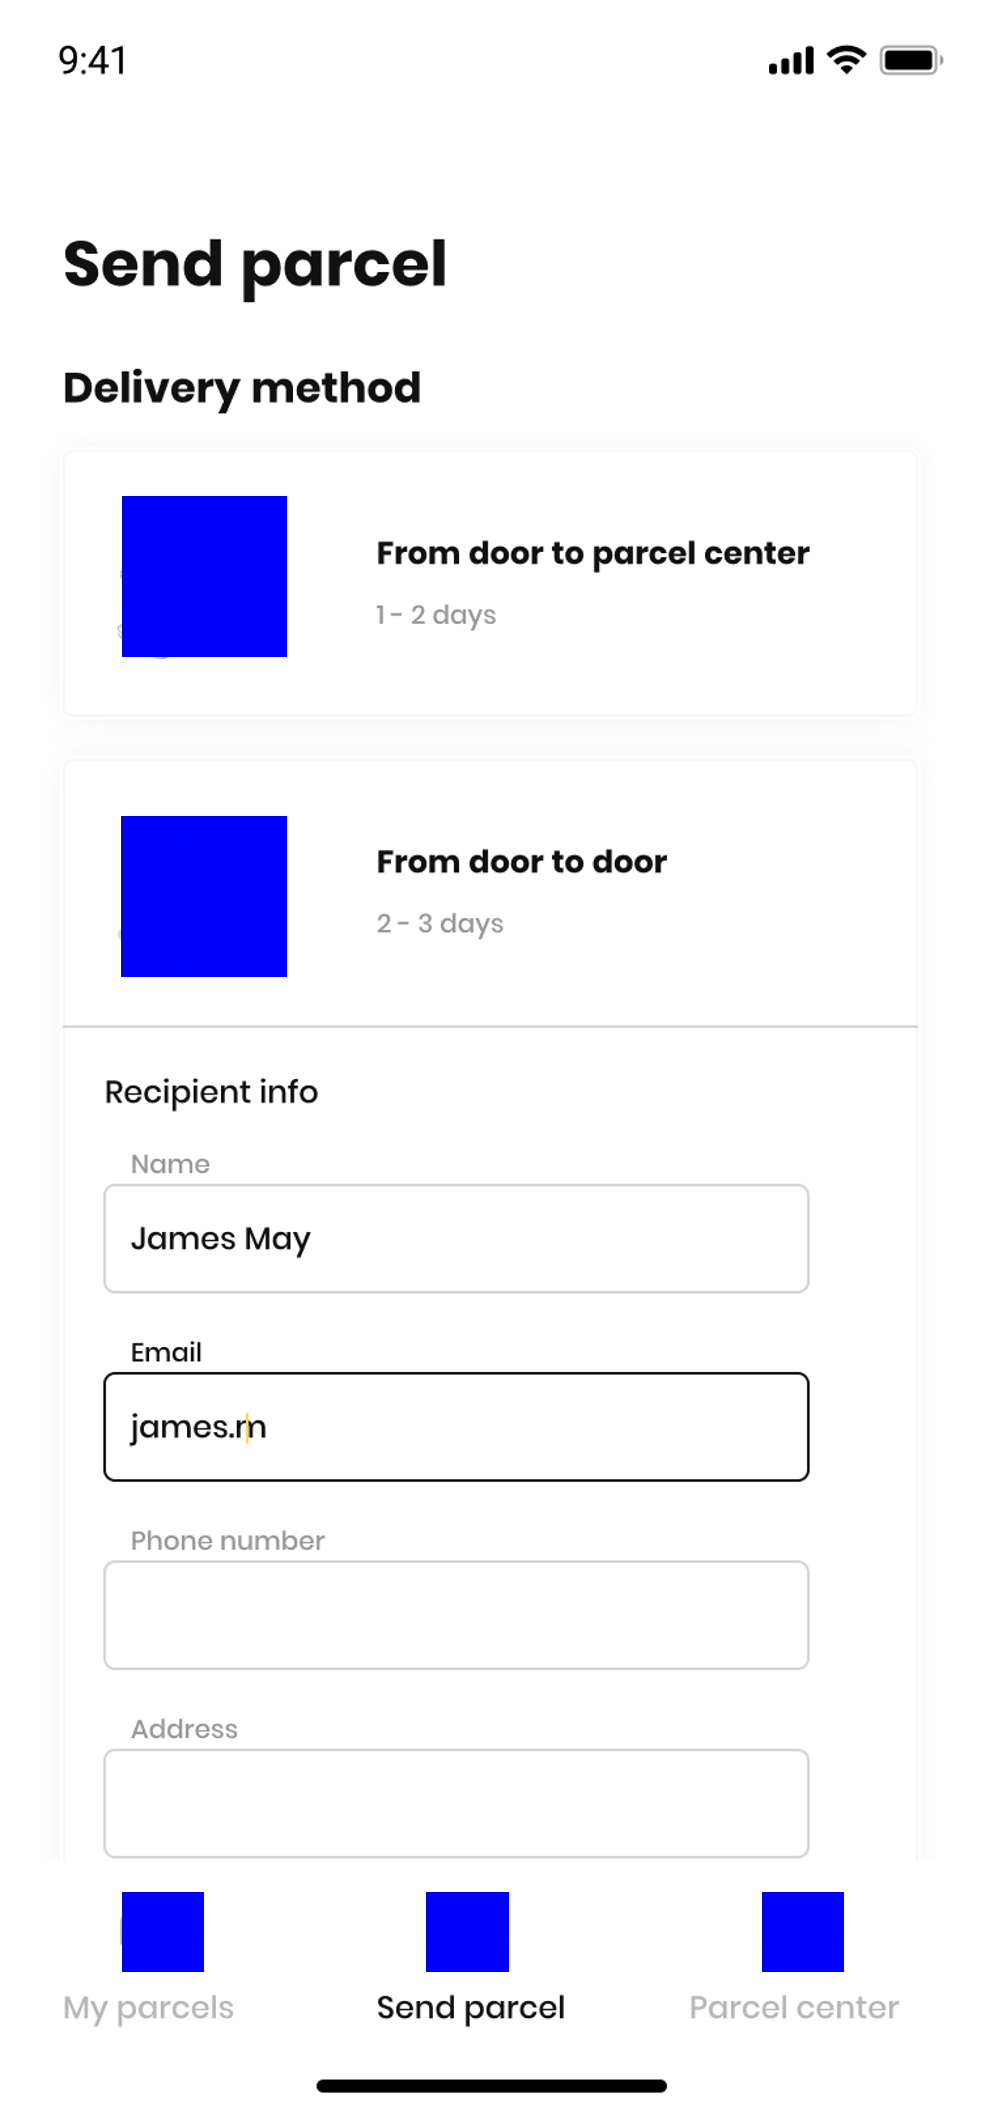 9:41
Send parcel
Delivery method
From door to parcel center
1 - 2 days
From door to door
2 - 3 days
Recipient info
Name
James May
Email
james.m
Phone number
Address
My parcels
Send parcel
Parcel center